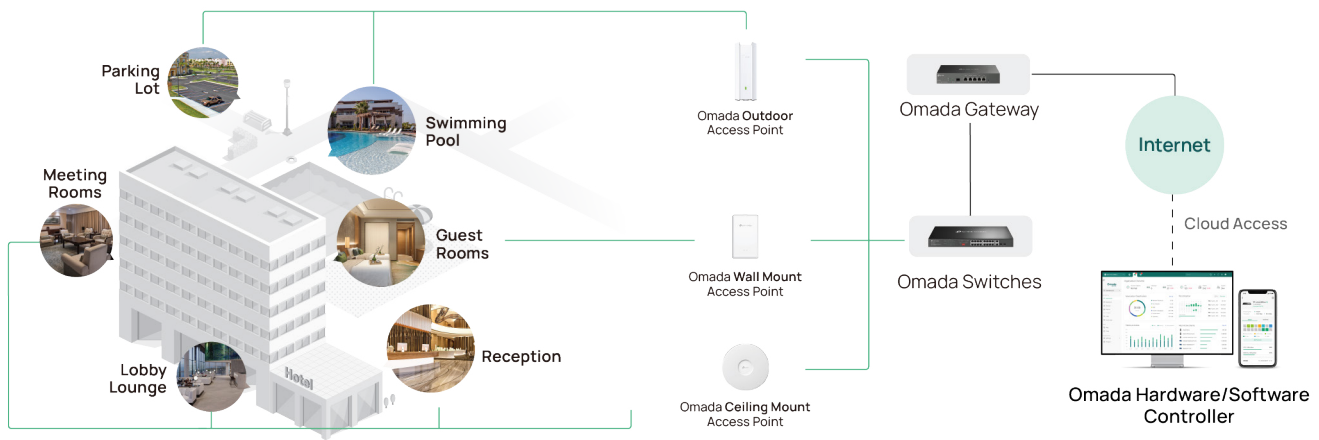 Parking
Lot
Swimming
Pool
Meeting
Rooms
Guest
Rooms
Reception
Lobby
Lounge
Hotel
Omada Outdoor
Access Point
Omada Wall Mount
Access Point
Omada Ceiling Mount
Access Point
Omada Gateway
Omada Switches
Internet
Cloud Access
Omada Hardware/Software
Controller